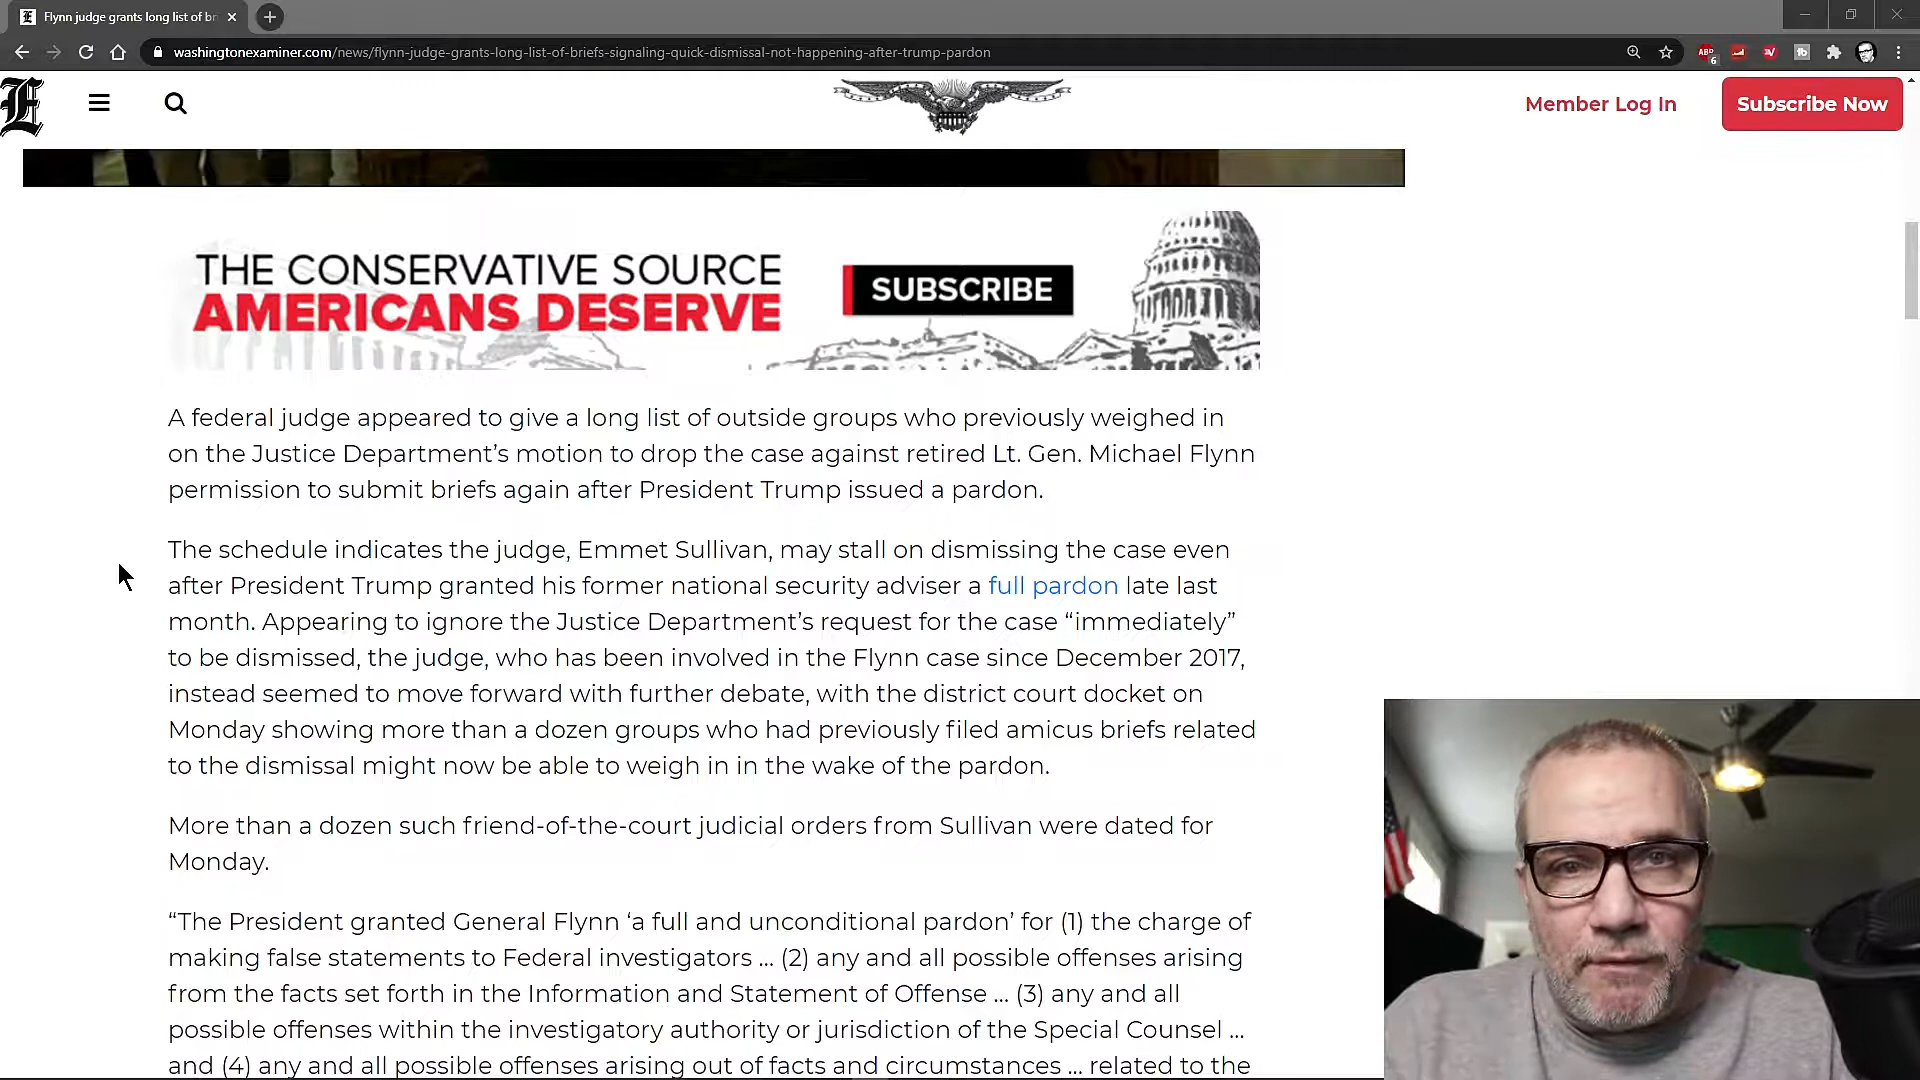 Flynn judge grants long list of br
washingtonexaminer.com/news/flynn-judge-grants-long-list-of-briefs-signaling-quick-dismissal-not-happening-after-trump-pardon
ABP
6
E
Member Log In
Subscribe Now
THE CONSERVATIVE SOURCE
AMERICANS DESERVE
SUBSCRIBE
A federal judge appeared to give a long list of outside groups who previously weighed in
on the Justice Department’s motion to drop the case against retired Lt. Gen. Michael Flynn
permission to submit briefs again after President Trump issued a pardon.
The schedule indicates the judge, Emmet Sullivan, may stall on dismissing the case even
after President Trump granted his former national security adviser a full pardon late last
month. Appearing to ignore the Justice Department’s request for the case “immediately”
to be dismissed, the judge, who has been involved in the Flynn case since December 2017,
instead seemed to move forward with further debate, with the district court docket on
Monday showing more than a dozen groups who had previously filed amicus briefs related
to the dismissal might now be able to weigh in in the wake of the pardon.
More than a dozen such friend-of-the-court judicial orders from Sullivan were dated for
Monday.
“The President granted General Flynn ‘a full and unconditional pardon’ for (1) the charge of
making false statements to Federal investigators … (2) any and all possible offenses arising
from the facts set forth in the Information and Statement of Offense … (3) any and all
possible offenses within the investigatory authority or jurisdiction of the Special Counsel …
and (4) any and all possible offenses arising out of facts and circumstances … related to the